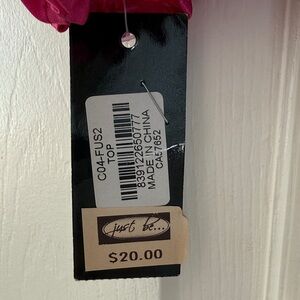 C04-FUS2
TOP
839122650777
MADE IN CHINA
CA57652
just be...
$20.00